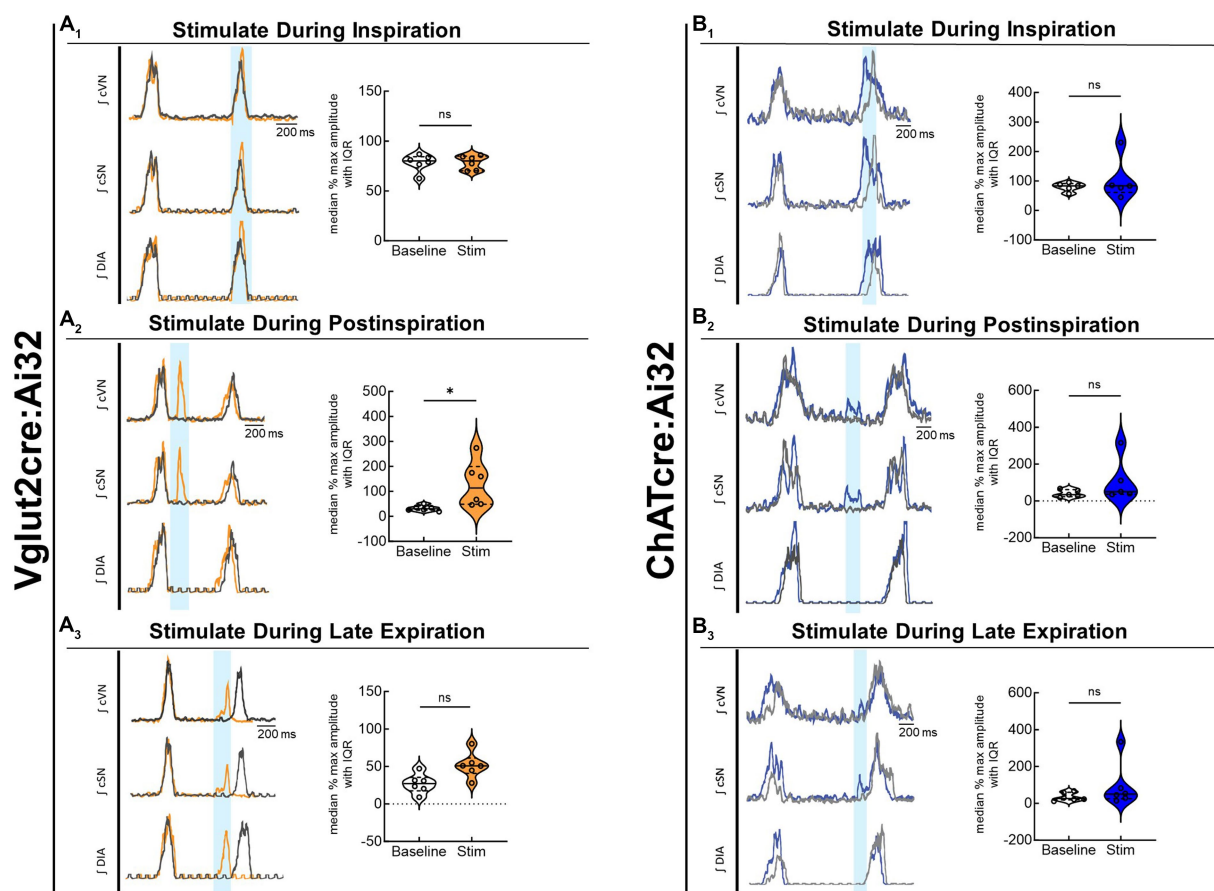 Vglut2cre:Ai32
A1 Stimulate During Inspiration
∫ cVN
∫ cSN
∫ DIA
200 ms
median % max amplitude
with IQR
150
100
50
0
ns
Baseline Stim
A2 Stimulate During Postinspiration
∫ cVN
∫ cSN
∫ DIA
200 ms
median % max amplitude
with IQR
500
400
300
200
100
0
-100
*
Baseline Stim
A3 Stimulate During Late Expiration
∫ cVN
∫ cSN
∫ DIA
200 ms
median % max amplitude
with IQR
150
100
50
0
-50
ns
Baseline Stim
ChATcre:Ai32
B1 Stimulate During Inspiration
∫ cVN
∫ cSN
∫ DIA
200 ms
median % max amplitude
with IQR
400
300
200
100
0
-100
ns
Baseline Stim
B2 Stimulate During Postinspiration
∫ cVN
∫ cSN
∫ DIA
200 ms
median % max amplitude
with IQR
600
400
200
0
-200
ns
Baseline Stim
B3 Stimulate During Late Expiration
∫ cVN
∫ cSN
∫ DIA
200 ms
median % max amplitude
with IQR
600
400
200
0
-200
ns
Baseline Stim